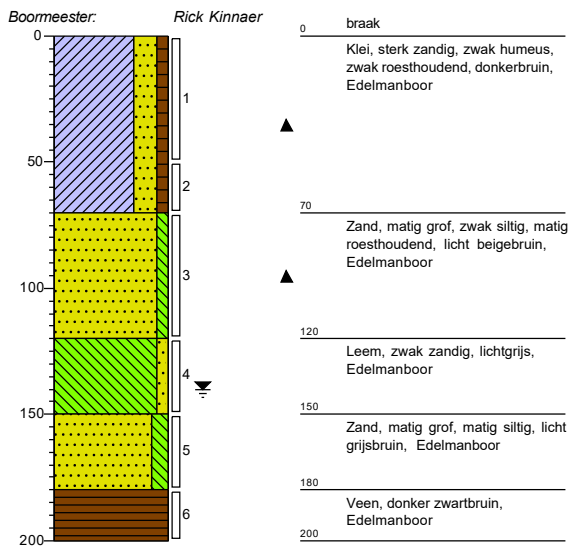 Boormeester: Rick Kinnaer
0
50
100
150
200
1
2
3
4
5
6
0 braak
Klei, sterk zandig, zwak humeus,
zwak roesthoudend, donkerbruin,
Edelmanboor
70
Zand, matig grof, zwak siltig, matig
roesthoudend, licht beigebruin,
Edelmanboor
120
Leem, zwak zandig, lichtgrijs,
Edelmanboor
150
Zand, matig grof, matig siltig, licht
grijsbruin, Edelmanboor
180
Veen, donker zwartbruin,
Edelmanboor
200